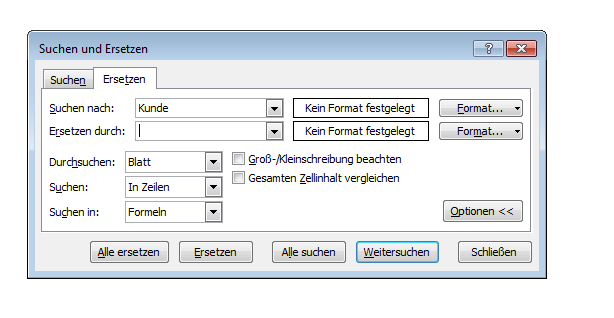 Suchen und Ersetzen
?
Suchen Ersetzen
Suchen nach: Kunde Kein Format festgelegt Format...
Ersetzen durch: Kein Format festgelegt Format...
Durchsuchen: Blatt Groß-/Kleinschreibung beachten
Gesamten Zellinhalt vergleichen
Suchen: In Zeilen
Suchen in: Formeln Optionen <<
Alle ersetzen Ersetzen Alle suchen Weitersuchen Schließen